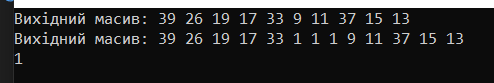 Вихідний масив: 39 26 19 17 33 9 11 37 15 13
Вихідний масив: 39 26 19 17 33 1 1 1 9 11 37 15 13
1